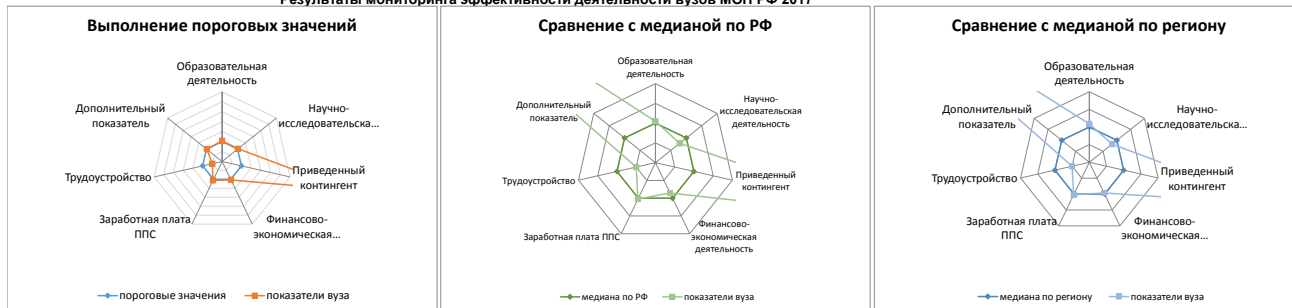 Результаты мониторинга эффективности деятельности вузов МОН РФ 2017
Выполнение пороговых значений
Образовательная
деятельность
Научно-
исследовательска…
Приведенный
контингент
Финансово-
экономическая…
Заработная плата
ППС
Трудоустройство
Дополнительный
показатель
пороговые значения
показатели вуза
Сравнение с медианой по РФ
Образовательная
деятельность
Научно-
исследовательская
деятельность
Приведенный
контингент
Финансово-
экономическая
деятельность
Заработная плата ППС
Трудоустройство
Дополнительный
показатель
медиана по РФ
показатели вуза
Сравнение с медианой по региону
Образовательная
деятельность
Научно-
исследовательска…
Приведенный
контингент
Финансово-
экономическая…
Заработная плата
ППС
Трудоустройство
Дополнительный
показатель
медиана по региону
показатели вуза